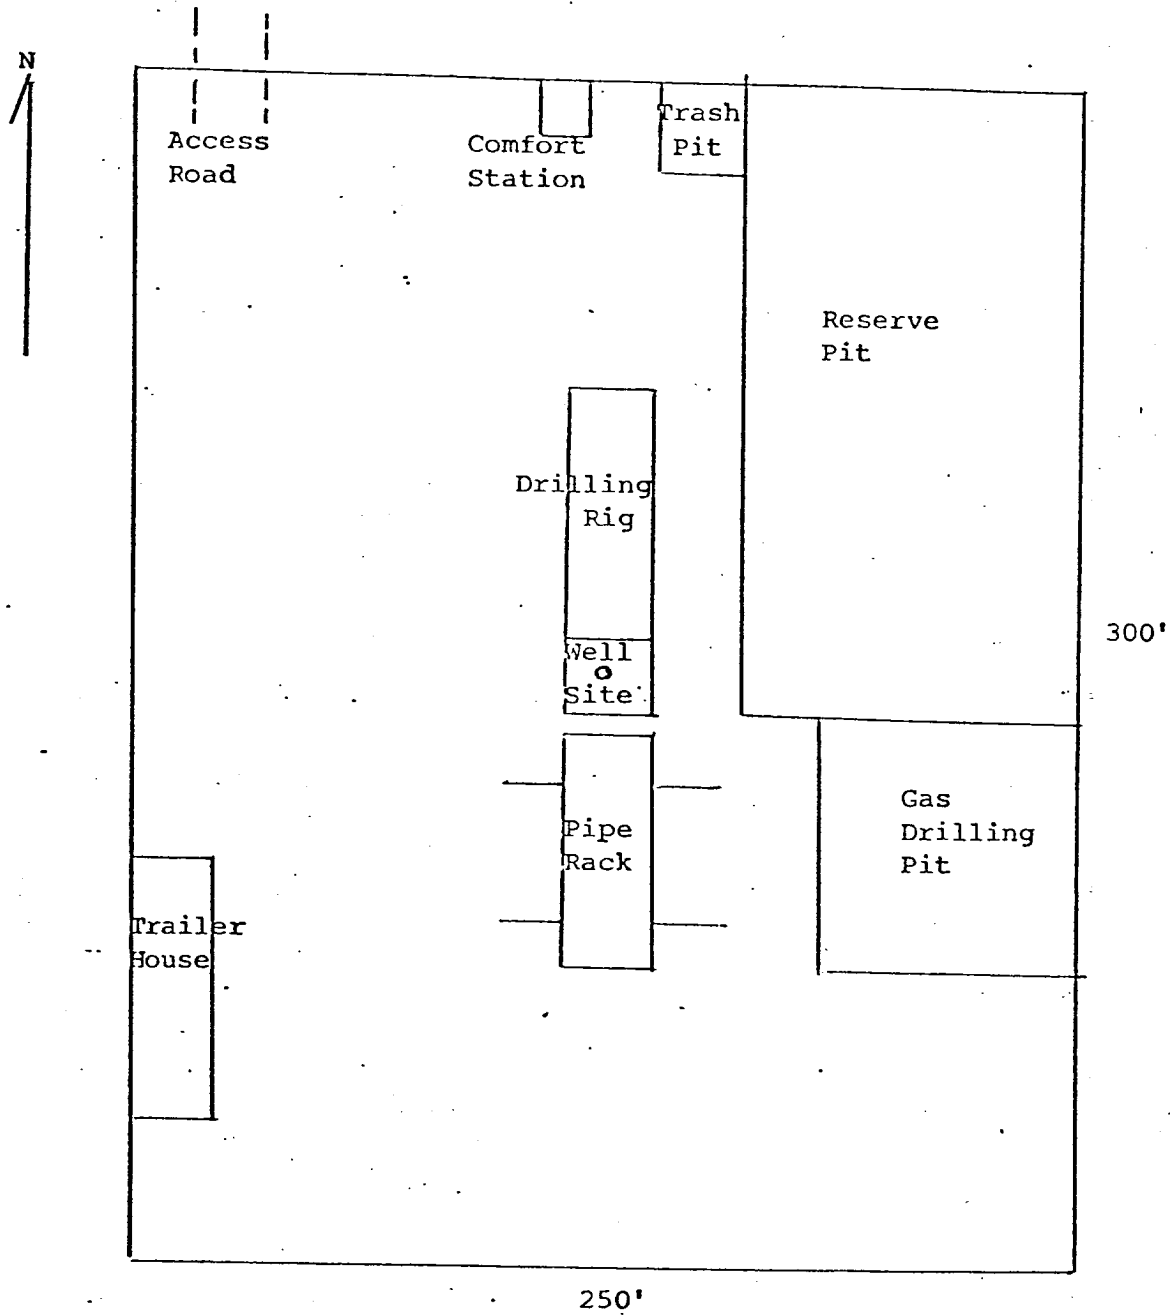 N
Access
Road
Comfort
Station
Trash
Pit
Reserve
Pit
Drilling
Rig
Well
Site
300'
Pipe
Rack
Gas
Drilling
Pit
Trailer
House
250'